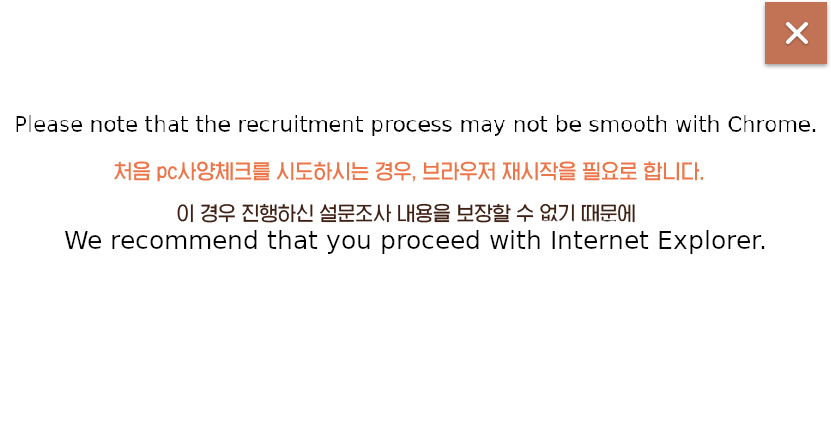 Please note that the recruitment process may not be smooth with Chrome.
처음 pc사양체크를 시도하시는 경우, 브라우저 재시작을 필요로 합니다.
이 경우 진행하신 설문조사 내용을 보장할 수 없기 때문에
We recommend that you proceed with Internet Explorer.